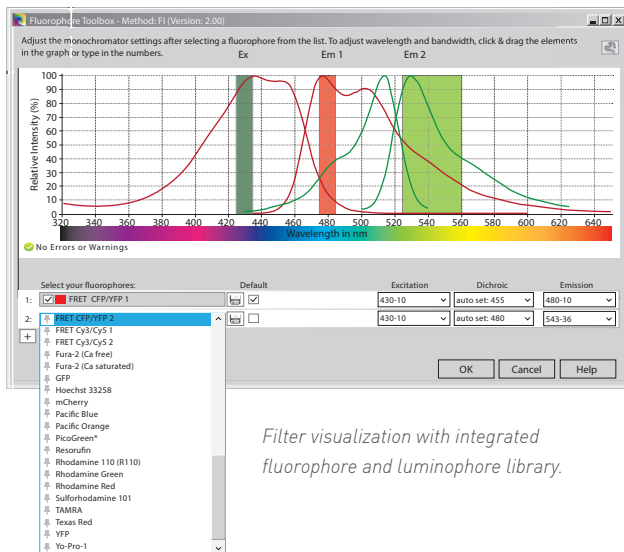 Fluorophore Toolbox - Method: FI (Version: 2.00)
Adjust the monochromator settings after selecting a fluorophore from the list. To adjust wavelength and bandwidth, click & drag the elements
in the graph or type in the numbers.
Ex Em 1 Em 2
Relative Intensity (%)
100
90
80
70
60
50
40
30
20
10
0
320 340 360 380 400 420 440 460 480 500 520 540 560 580 600 620 640
Wavelength in nm
No Errors or Warnings
Select your fluorophores: Default Excitation Dichroic Emission
1: FRET CFP/YFP 1 430-10 auto set: 455 480-10
2: FRET CFP/YFP 2 430-10 auto set: 480 543-36
+ FRET Cy3/Cy5 1
FRET Cy3/Cy5 2
Fura-2 (Ca free)
Fura-2 (Ca saturated)
GFP
Hoechst 33258
mCherry
Pacific Blue
Pacific Orange
PicoGreen®
Resorufin
Rhodamine 110 (R110)
Rhodamine Green
Rhodamine Red
Sulforhodamine 101
TAMRA
Texas Red
YFP
Yo-Pro-1
OK Cancel Help
Filter visualization with integrated
fluorophore and luminophore library.